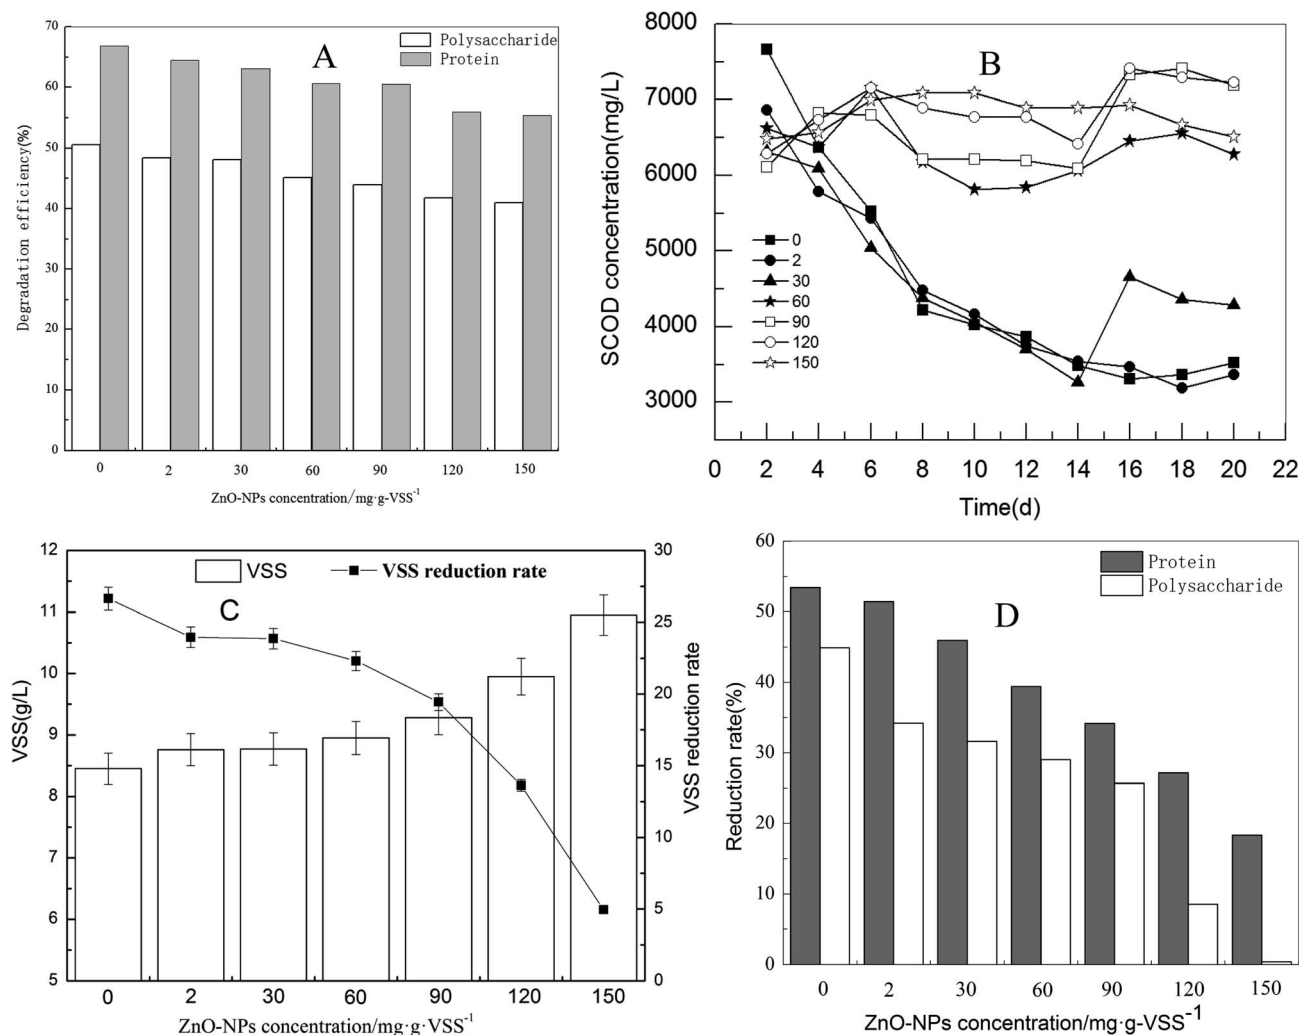 A
Polysaccharide
Protein
Degradation efficiency(%)
70
60
50
40
30
20
10
0
0 2 30 60 90 120 150
ZnO-NPs concentration/mg·g-VSS⁻¹
B
SCOD concentration(mg/L)
8000
7000
6000
5000
4000
3000
0
2
30
60
90
120
150
0 2 4 6 8 10 12 14 16 18 20 22
Time(d)
C
VSS
VSS reduction rate
VSS(g/L)
12
11
10
9
8
7
6
5
30
25
20
15
10
5
0
VSS reduction rate
0 2 30 60 90 120 150
ZnO-NPs concentration/mg·g·VSS⁻¹
D
Protein
Polysaccharide
Reduction rate(%)
60
50
40
30
20
10
0
0 2 30 60 90 120 150
ZnO-NPs concentration/mg·g-VSS⁻¹